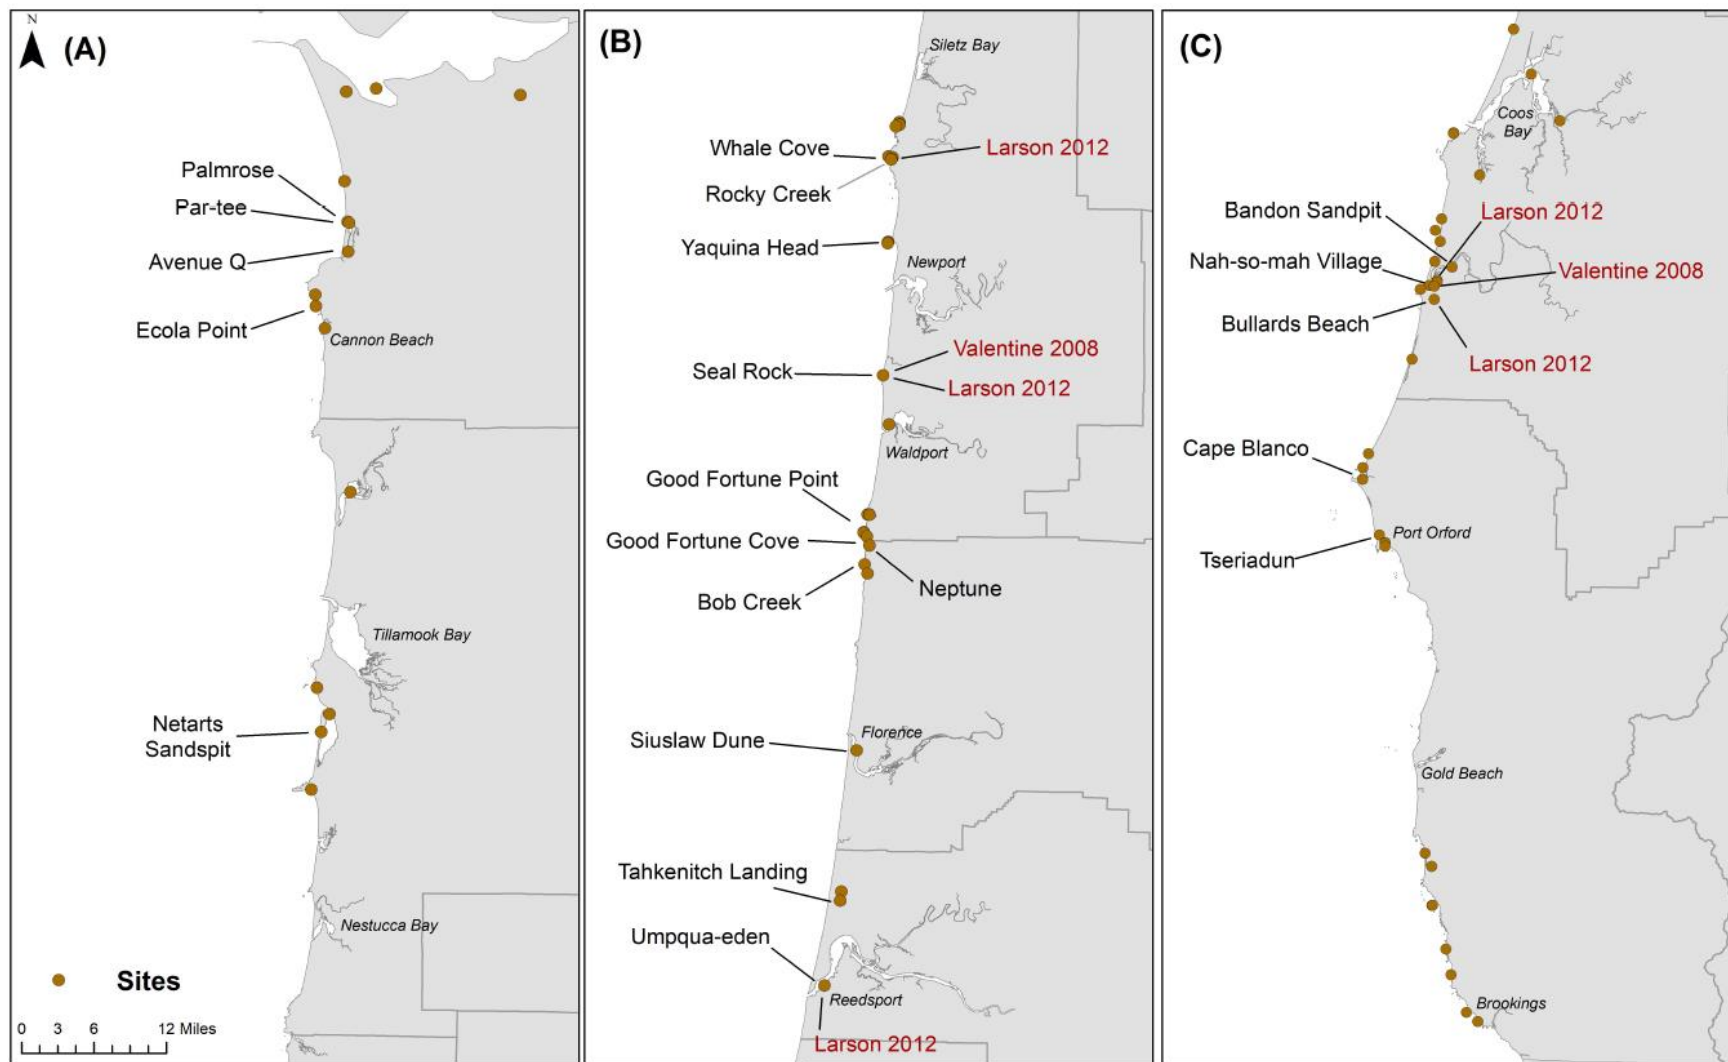 N
(A)
Palmrose
Par-tee
Avenue Q
Ecola Point
Cannon Beach
Tillamook Bay
Netarts
Sandspit
Nestucca Bay
Sites
0 3 6 12 Miles
(B)
Siletz Bay
Whale Cove
Larson 2012
Rocky Creek
Yaquina Head
Newport
Valentine 2008
Seal Rock
Larson 2012
Waldport
Good Fortune Point
Good Fortune Cove
Neptune
Bob Creek
Florence
Siuslaw Dune
Tahkenitch Landing
Umpqua-eden
Reedsport
Larson 2012
(C)
Coos
Bay
Bandon Sandpit
Larson 2012
Nah-so-mah Village
Valentine 2008
Bullards Beach
Larson 2012
Cape Blanco
Port Orford
Tseriadun
Gold Beach
Brookings